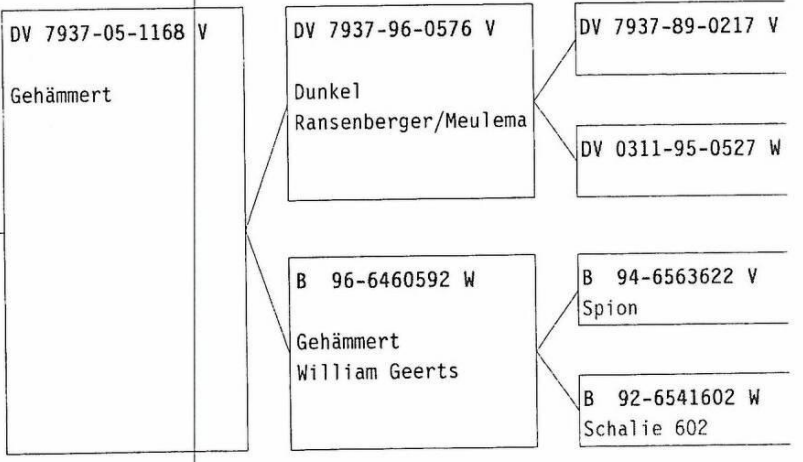 DV 7937-05-1168 V
Gehämmert
DV 7937-96-0576 V
Dunkel
Ransenberger/Meulema
B 96-6460592 W
Gehämmert
William Geerts
DV 7937-89-0217 V
DV 0311-95-0527 W
B 94-6563622 V
Spion
B 92-6541602 W
Schalie 602